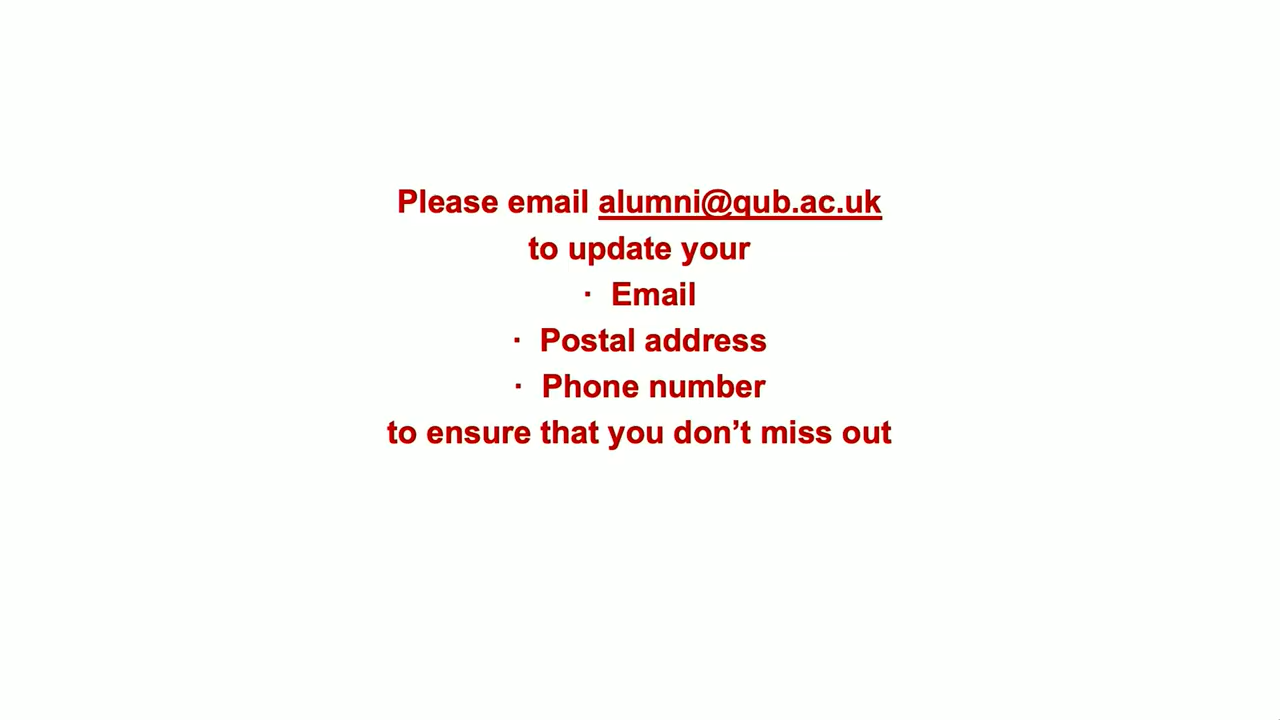 Please email alumni@qub.ac.uk
to update your
· Email
· Postal address
· Phone number
to ensure that you don’t miss out